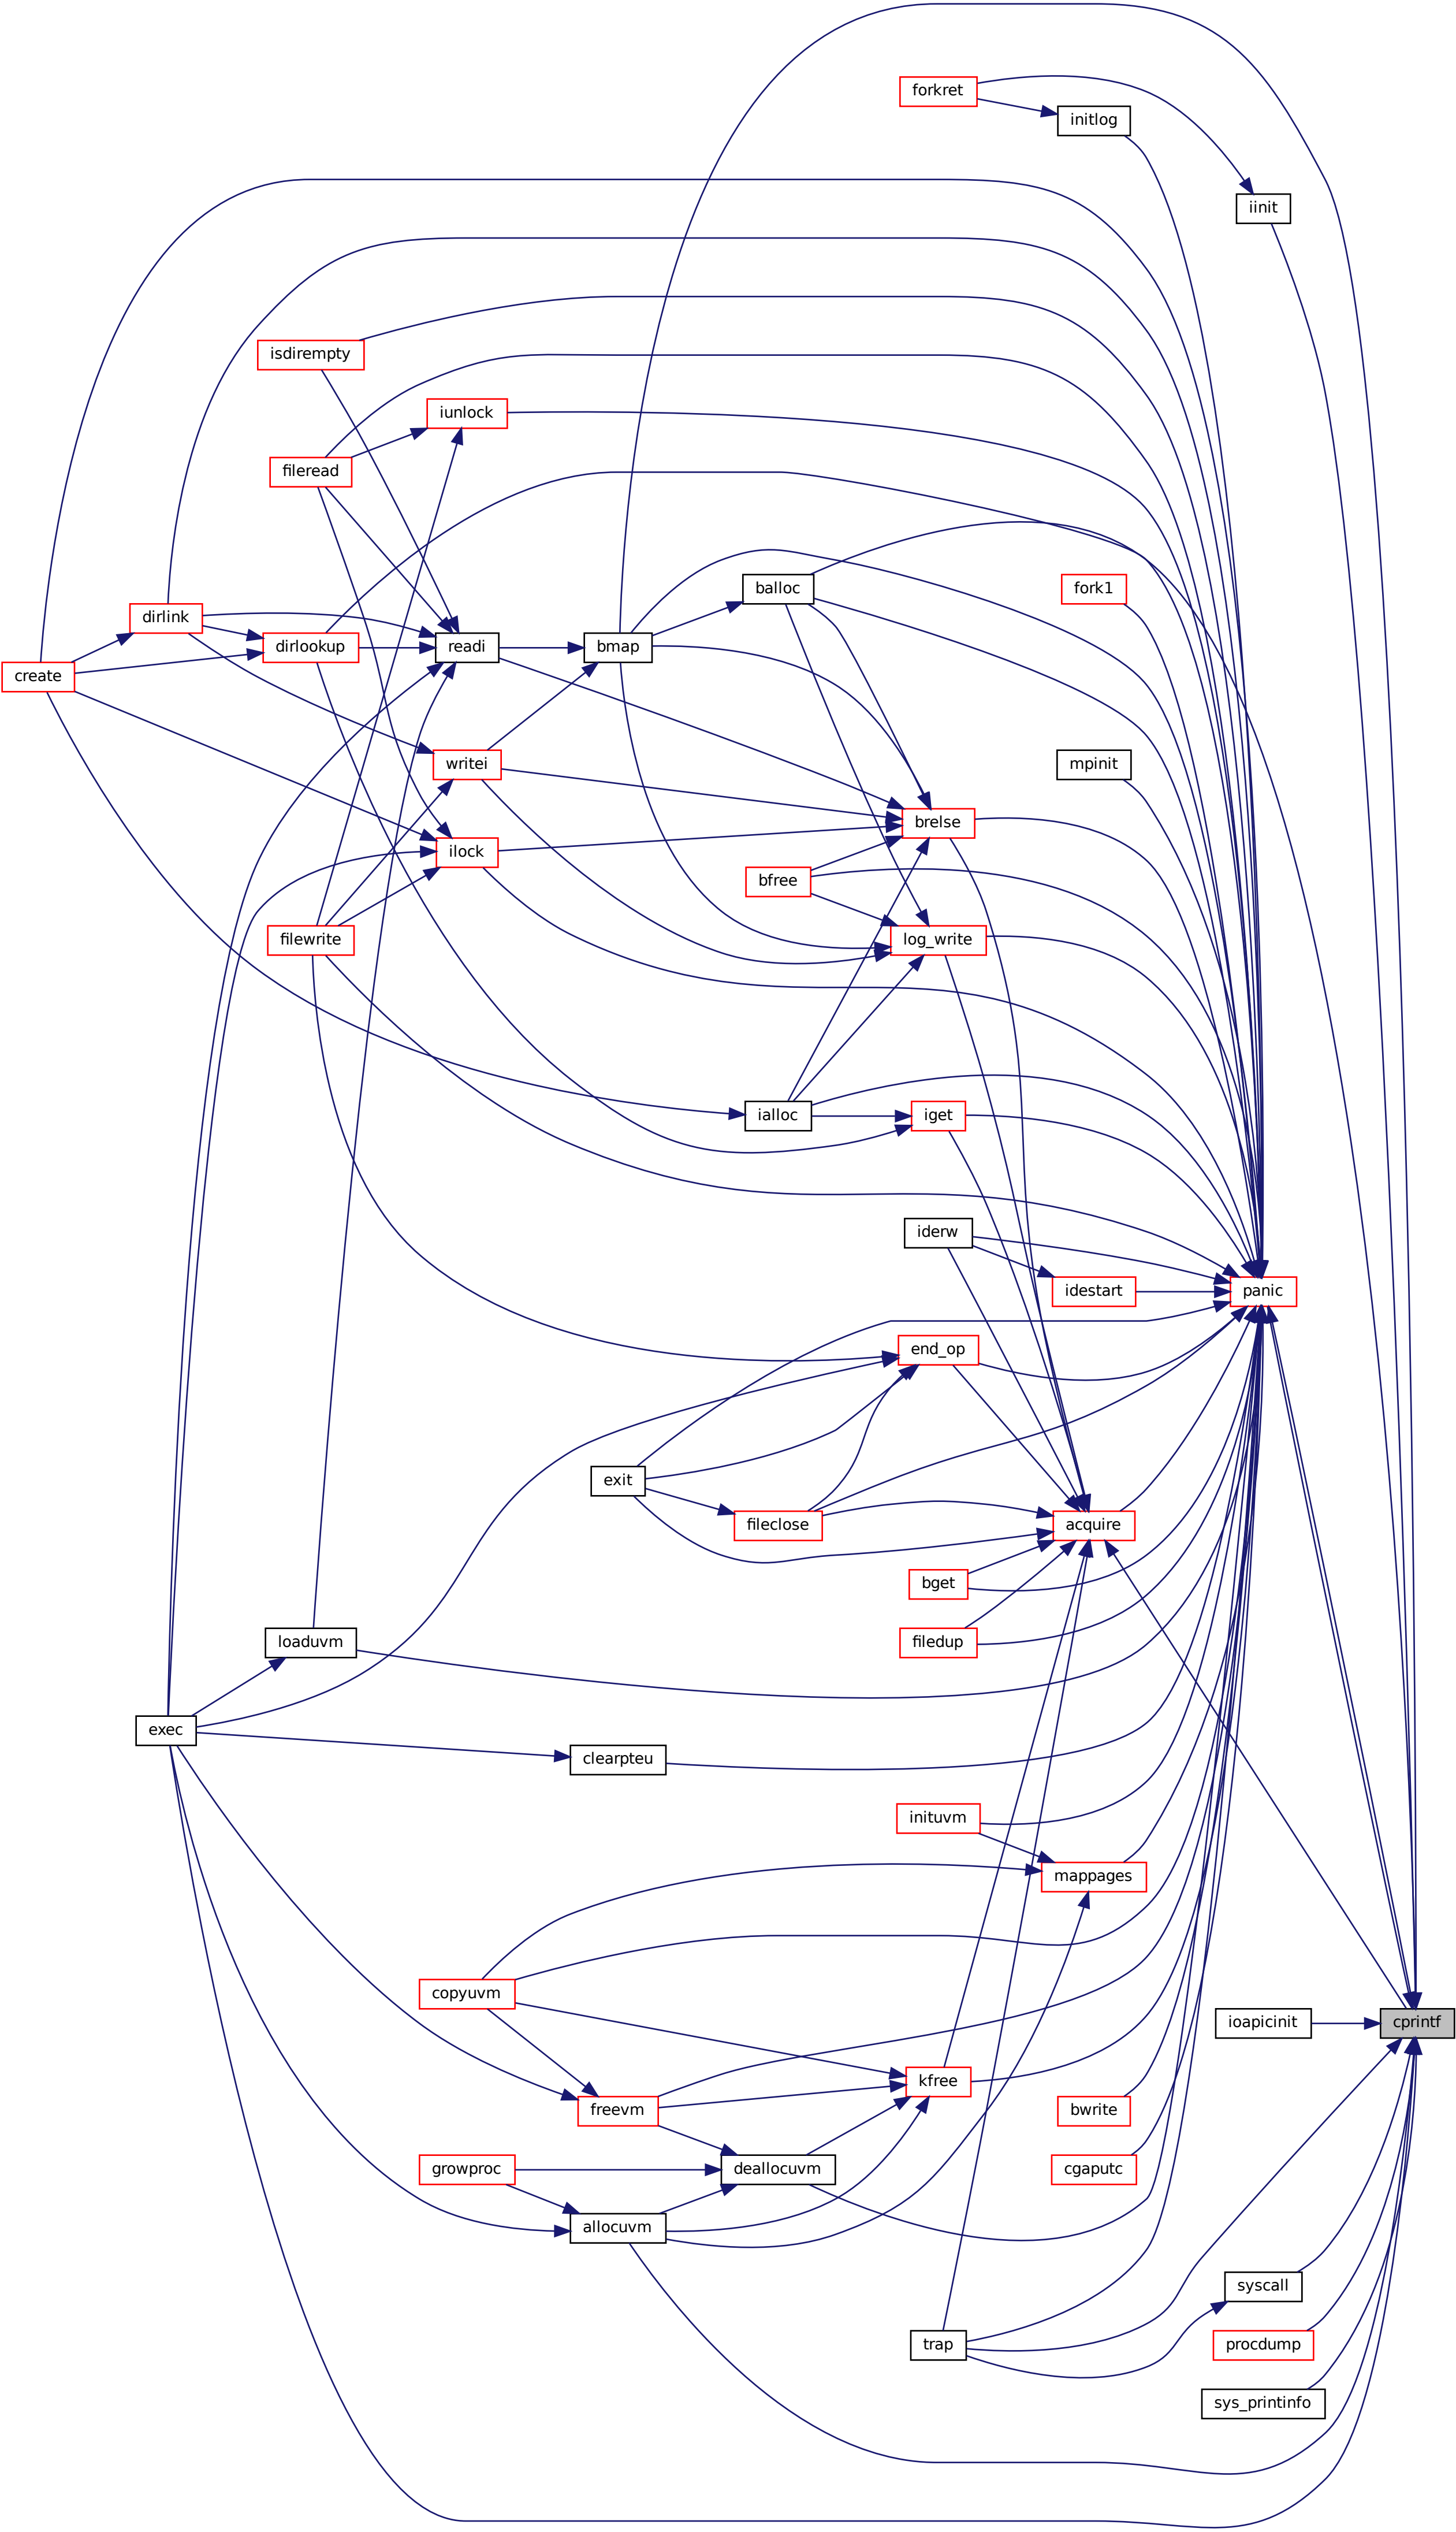 forkret
initlog
iinit
isdirempty
iunlock
fileread
balloc
fork1
dirlink
dirlookup
readi
bmap
create
writei
mpinit
brelse
ilock
bfree
filewrite
log_write
ialloc
iget
iderw
idestart
panic
end_op
exit
fileclose
acquire
bget
filedup
loaduvm
exec
clearpteu
inituvm
mappages
copyuvm
ioapicinit
cprintf
kfree
freevm
bwrite
growproc
deallocuvm
cgaputc
allocuvm
syscall
trap
procdump
sys_printinfo